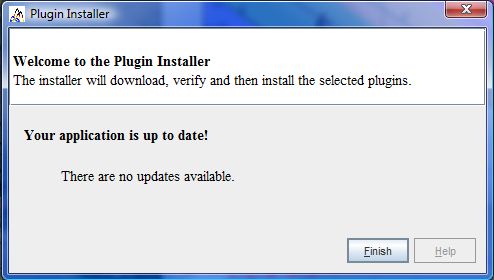 Plugin Installer
Welcome to the Plugin Installer
The installer will download, verify and then install the selected plugins.
Your application is up to date!
There are no updates available.
Finish
Help